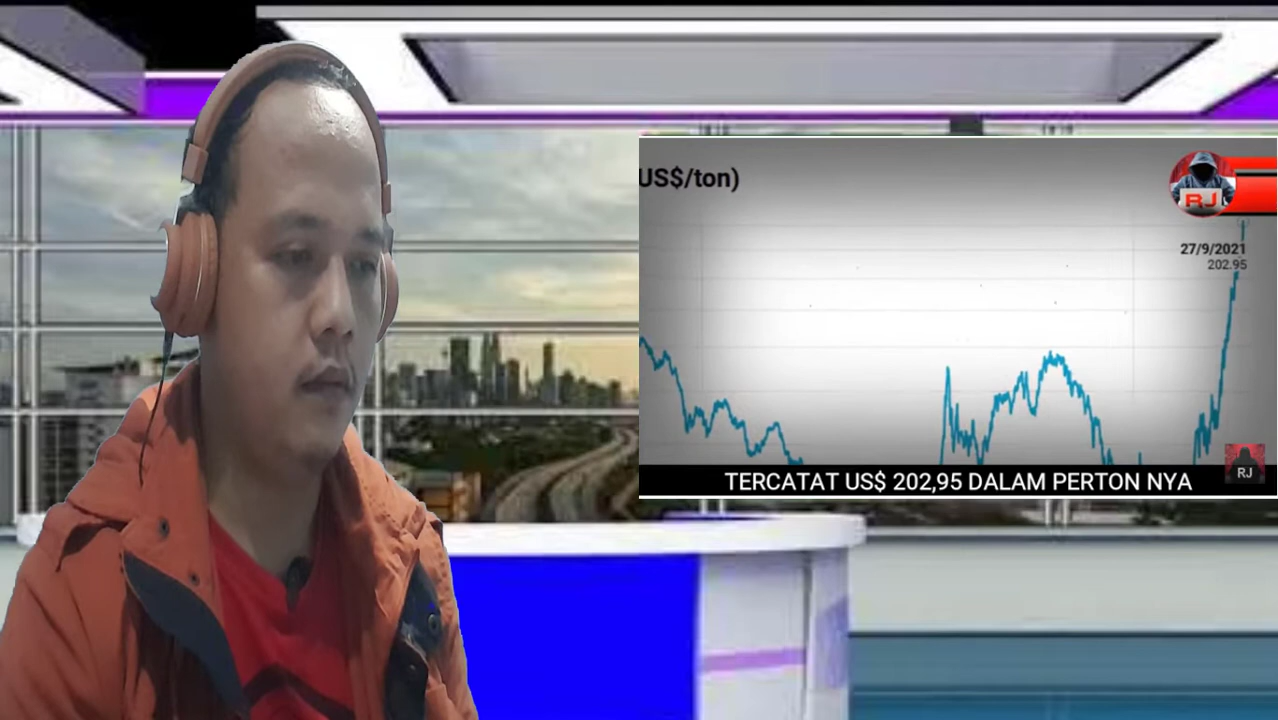 US$/ton)
RJ
27/9/2021
202.95
RJ
TERCATAT US$ 202,95 DALAM PERTON NYA